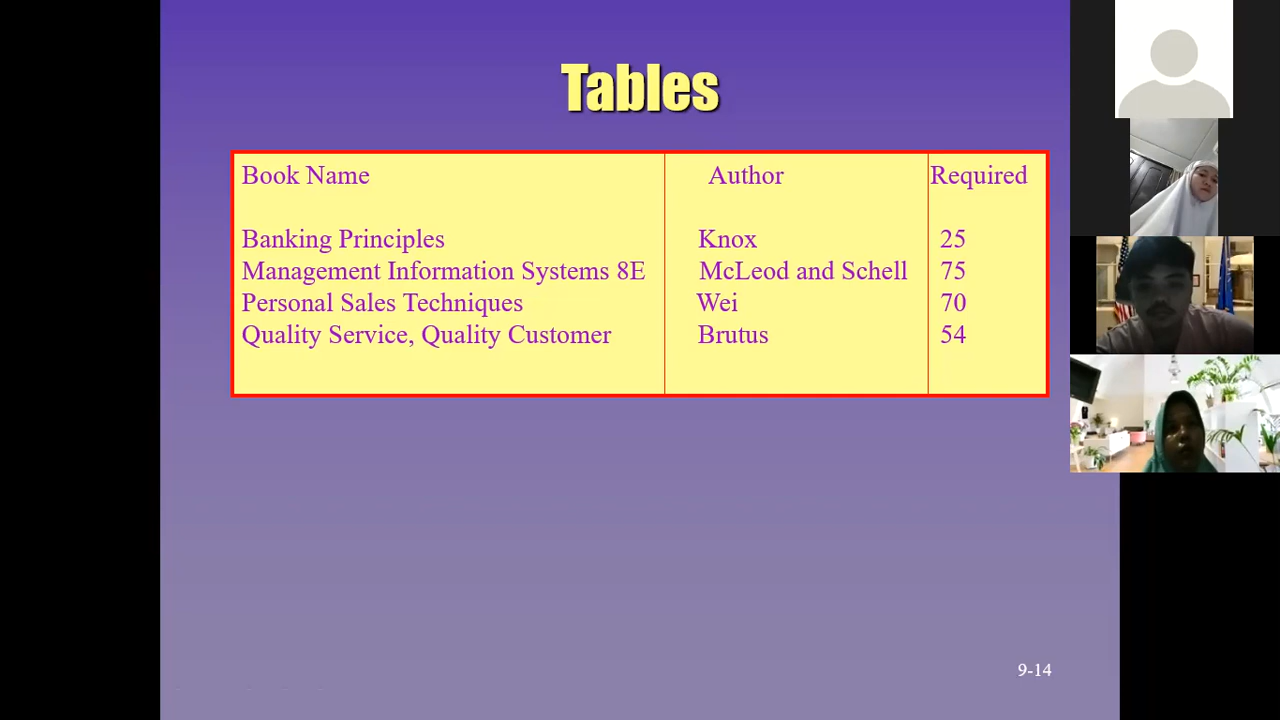 Tables
Book Name Author Required
Banking Principles Knox 25
Management Information Systems 8E McLeod and Schell 75
Personal Sales Techniques Wei 70
Quality Service, Quality Customer Brutus 54
9-14